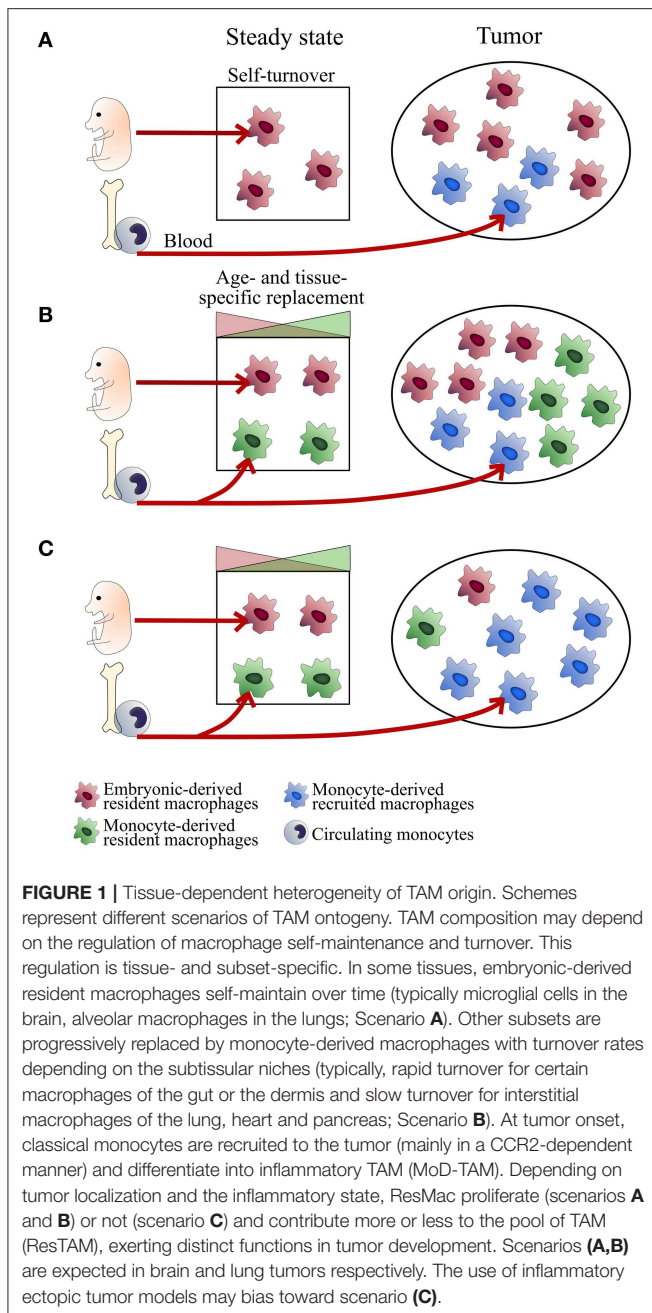 A
Steady state
Tumor
Self-turnover
Blood
Age- and tissue-
specific replacement
B
C
Embryonic-derived
resident macrophages
Monocyte-derived
recruited macrophages
Monocyte-derived
resident macrophages
Circulating monocytes
FIGURE 1 | Tissue-dependent heterogeneity of TAM origin. Schemes
represent different scenarios of TAM ontogeny. TAM composition may depend
on the regulation of macrophage self-maintenance and turnover. This
regulation is tissue- and subset-specific. In some tissues, embryonic-derived
resident macrophages self-maintain over time (typically microglial cells in the
brain, alveolar macrophages in the lungs; Scenario A). Other subsets are
progressively replaced by monocyte-derived macrophages with turnover rates
depending on the subtissular niches (typically, rapid turnover for certain
macrophages of the gut or the dermis and slow turnover for interstitial
macrophages of the lung, heart and pancreas; Scenario B). At tumor onset,
classical monocytes are recruited to the tumor (mainly in a CCR2-dependent
manner) and differentiate into inflammatory TAM (MoD-TAM). Depending on
tumor localization and the inflammatory state, ResMac proliferate (scenarios A
and B) or not (scenario C) and contribute more or less to the pool of TAM
(ResTAM), exerting distinct functions in tumor development. Scenarios (A,B)
are expected in brain and lung tumors respectively. The use of inflammatory
ectopic tumor models may bias toward scenario (C).